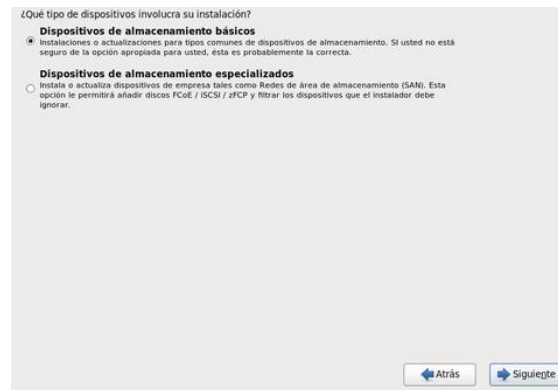 ¿Qué tipo de dispositivos involucra su instalación?
Dispositivos de almacenamiento básicos
Instalaciones o actualizaciones para tipos comunes de dispositivos de almacenamiento. Si usted no está
seguro de la opción apropiada para usted, ésta es probablemente la correcta.
Dispositivos de almacenamiento especializados
Instala o actualiza dispositivos de empresa tales como Redes de área de almacenamiento (SAN). Esta
opción le permitirá añadir discos FCoE / iSCSI / zFCP y filtrar los dispositivos que el instalador debe
ignorar.
Atrás
Siguiente